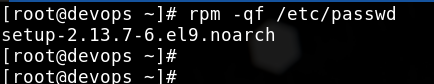 [root@devops ~]# rpm -qf /etc/passwd
setup-2.13.7-6.el9.noarch
[root@devops ~]#
[root@devops ~]#